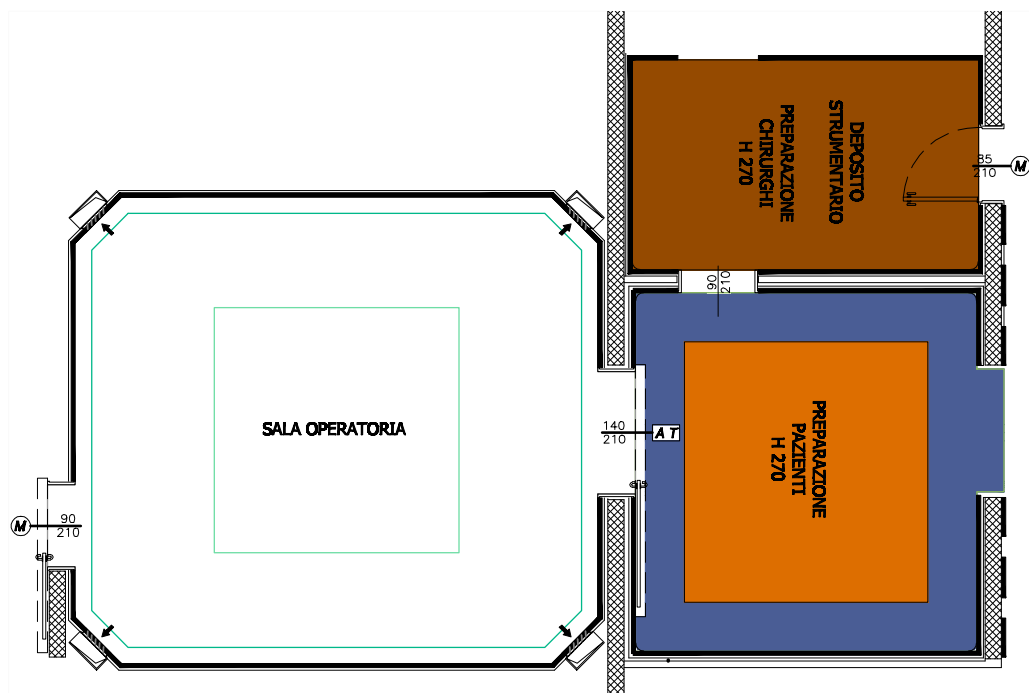 DEPOSITO
STRUMENTARIO
PREPARAZIONE
CHIRURGHI
H 270
85
210
M
90
210
SALA OPERATORIA
140
210
A T
PREPARAZIONE
PAZIENTI
H 270
M
90
210